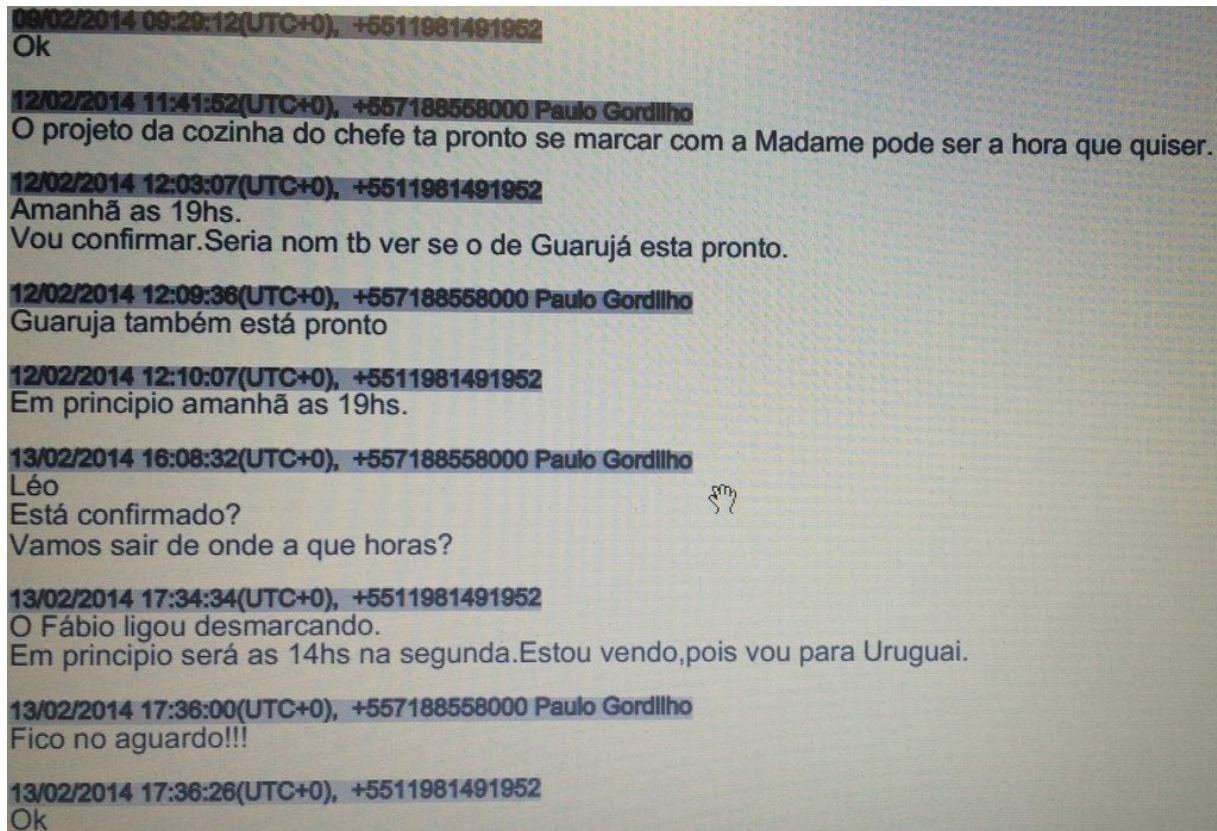 09/02/2014 09:29:12(UTC+0), +5511981491952
Ok
12/02/2014 11:41:52(UTC+0), +557188558000 Paulo Gordilho
O projeto da cozinha do chefe ta pronto se marcar com a Madame pode ser a hora que quiser.
12/02/2014 12:03:07(UTC+0), +5511981491952
Amanhã as 19hs.
Vou confirmar.Seria nom tb ver se o de Guarujá esta pronto.
12/02/2014 12:09:36(UTC+0), +557188558000 Paulo Gordilho
Guaruja também está pronto
12/02/2014 12:10:07(UTC+0), +5511981491952
Em principio amanhã as 19hs.
13/02/2014 16:08:32(UTC+0), +557188558000 Paulo Gordilho
Léo
Está confirmado?
Vamos sair de onde a que horas?
13/02/2014 17:34:34(UTC+0), +5511981491952
O Fábio ligou desmarcando.
Em principio será as 14hs na segunda.Estou vendo,pois vou para Uruguai.
13/02/2014 17:36:00(UTC+0), +557188558000 Paulo Gordilho
Fico no aguardo!!!
13/02/2014 17:36:26(UTC+0), +5511981491952
Ok